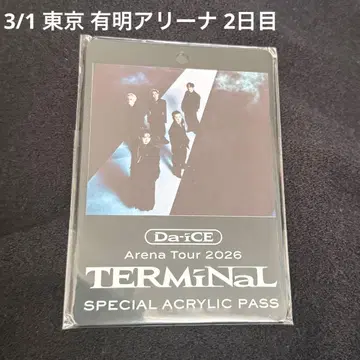 3/1 東京 有明アリーナ 2日目
Da-iCE
Arena Tour 2026
TERMiNaL
SPECIAL ACRYLIC PASS